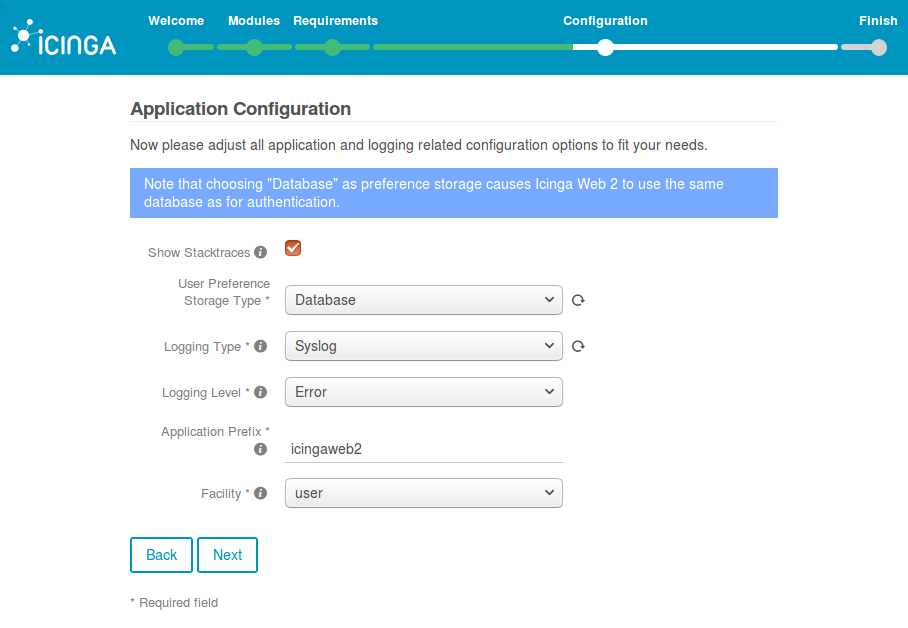 Welcome Modules Requirements Configuration Finish
ICINGA
Application Configuration
Now please adjust all application and logging related configuration options to fit your needs.
Note that choosing "Database" as preference storage causes Icinga Web 2 to use the same
database as for authentication.
Show Stacktraces
User Preference
Storage Type *
Database
Logging Type *
Syslog
Logging Level *
Error
Application Prefix *
icingaweb2
Facility *
user
Back Next
* Required field